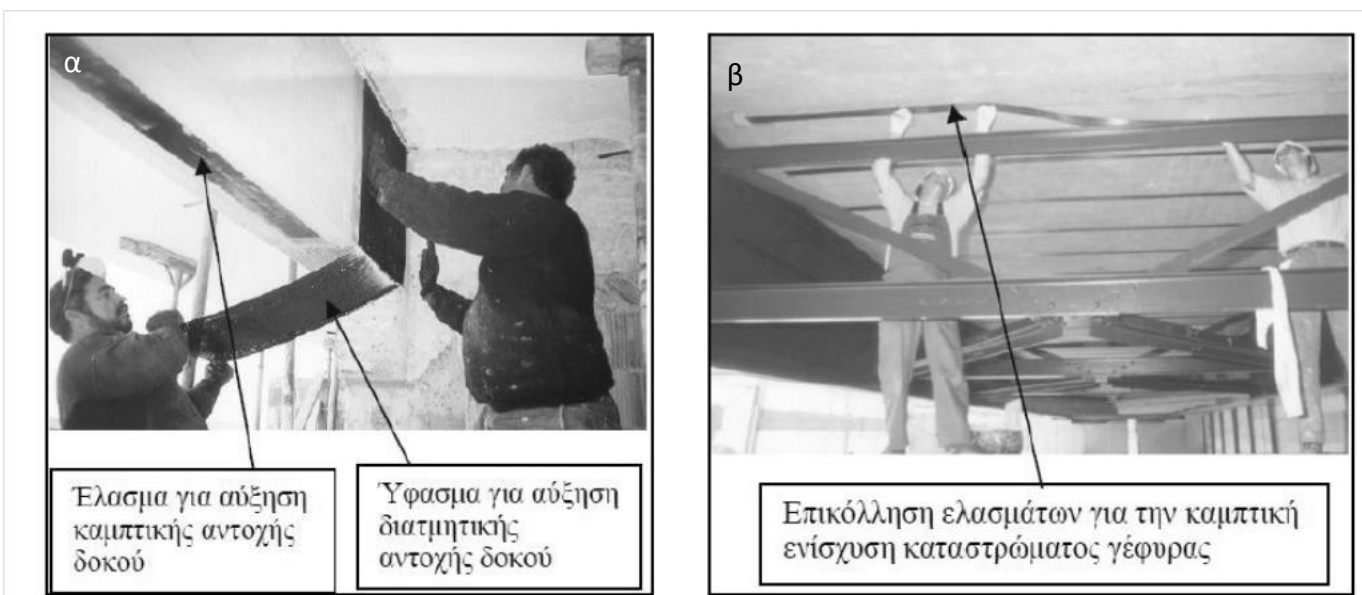 α
Έλασμα για αύξηση
καμπτικής αντοχής
δοκού
Ύφασμα για αύξηση
διατμητικής
αντοχής δοκού
β
Επικόλληση ελασμάτων για την καμπτική
ενίσχυση καταστρώματος γέφυρας